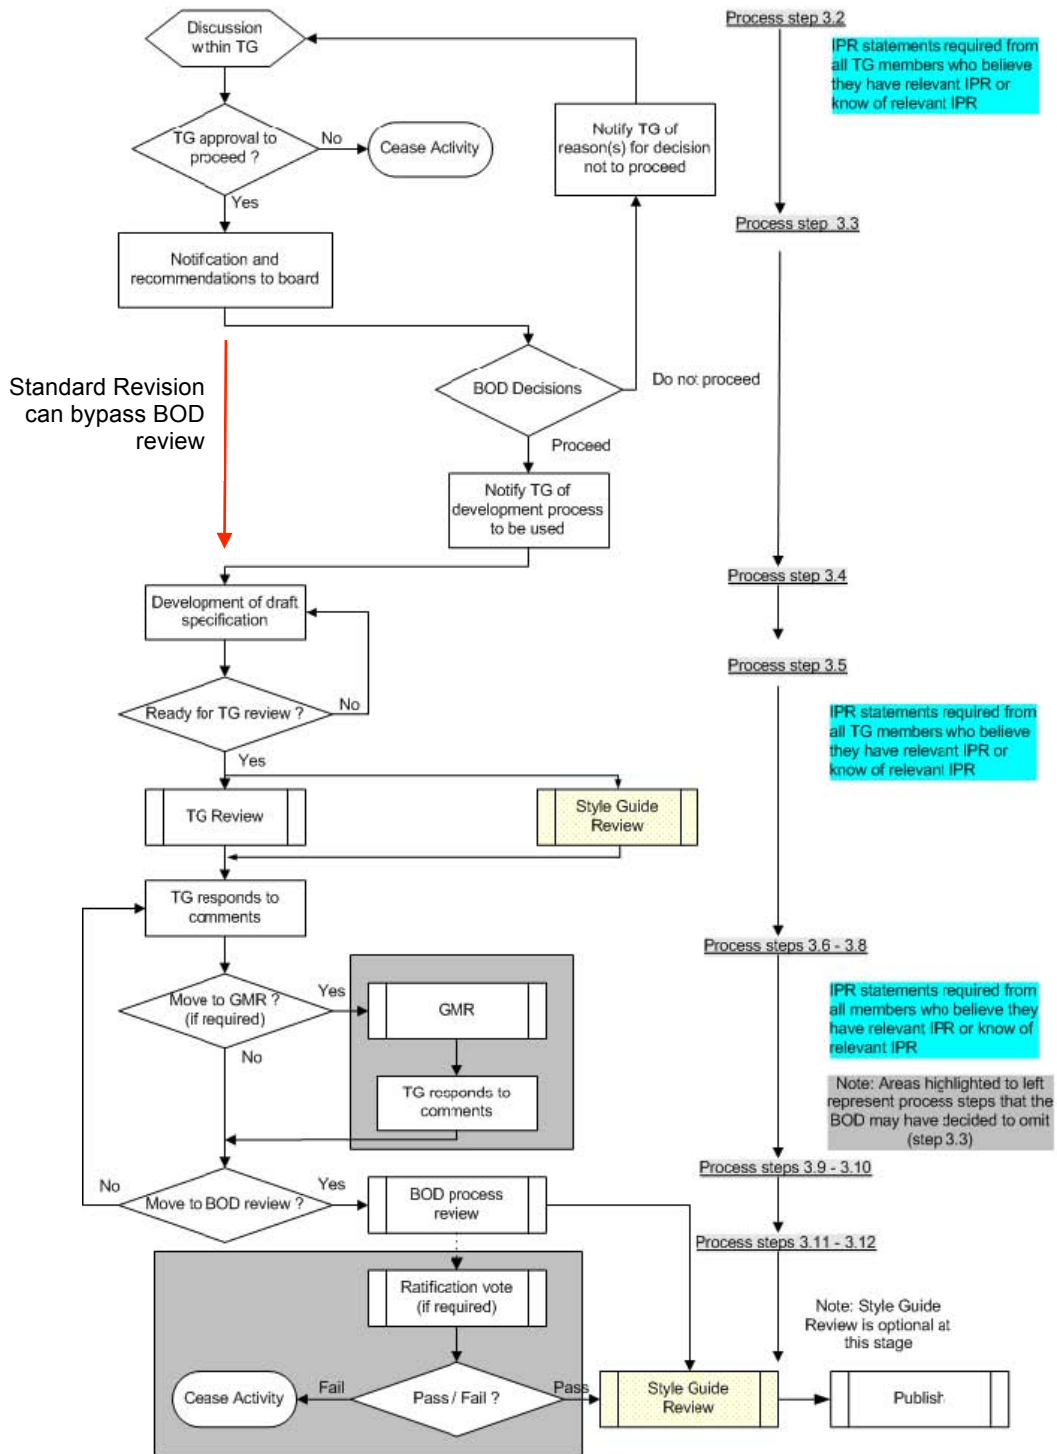 Discussion
wthin TG
Process step 3.2
IPR statements required from
all TG members who believe
they have relevant IPR or
know of relevant IPR
TG approval to
proceed ?
No
Cease Activity
Notify TG of
reason(s) for decision
not to proceed
Yes
Process step 3.3
Notification and
recommendations to board
Standard Revision
can bypass BOD
review
BOD Decisions
Do not proceed
Proceed
Notify TG of
development process
to be used
Process step 3.4
Development of draft
specification
Process step 3.5
Ready for TG review ?
No
IPR statements required from
all TG members who believe
they have relevant IPR or
know of relevant IPR
Yes
TG Review
Style Guide
Review
TG responds to
comments
Process steps 3.6 - 3.8
Move to GMR ?
(if required)
Yes
GMR
IPR statements required from
all members who believe they
have relevant IPR or know of
relevant IPR
No
TG responds to
comments
Note: Areas highlighted to left
represent process steps that the
BOD may have decided to omit
(step 3.3)
Process steps 3.9 - 3.10
No
Move to BOD review ?
Yes
BOD process
review
Process steps 3.11 - 3.12
Ratification vote
(if required)
Note: Style Guide
Review is optional at
this stage
Cease Activity
Fail
Pass / Fail ?
Pass
Style Guide
Review
Publish